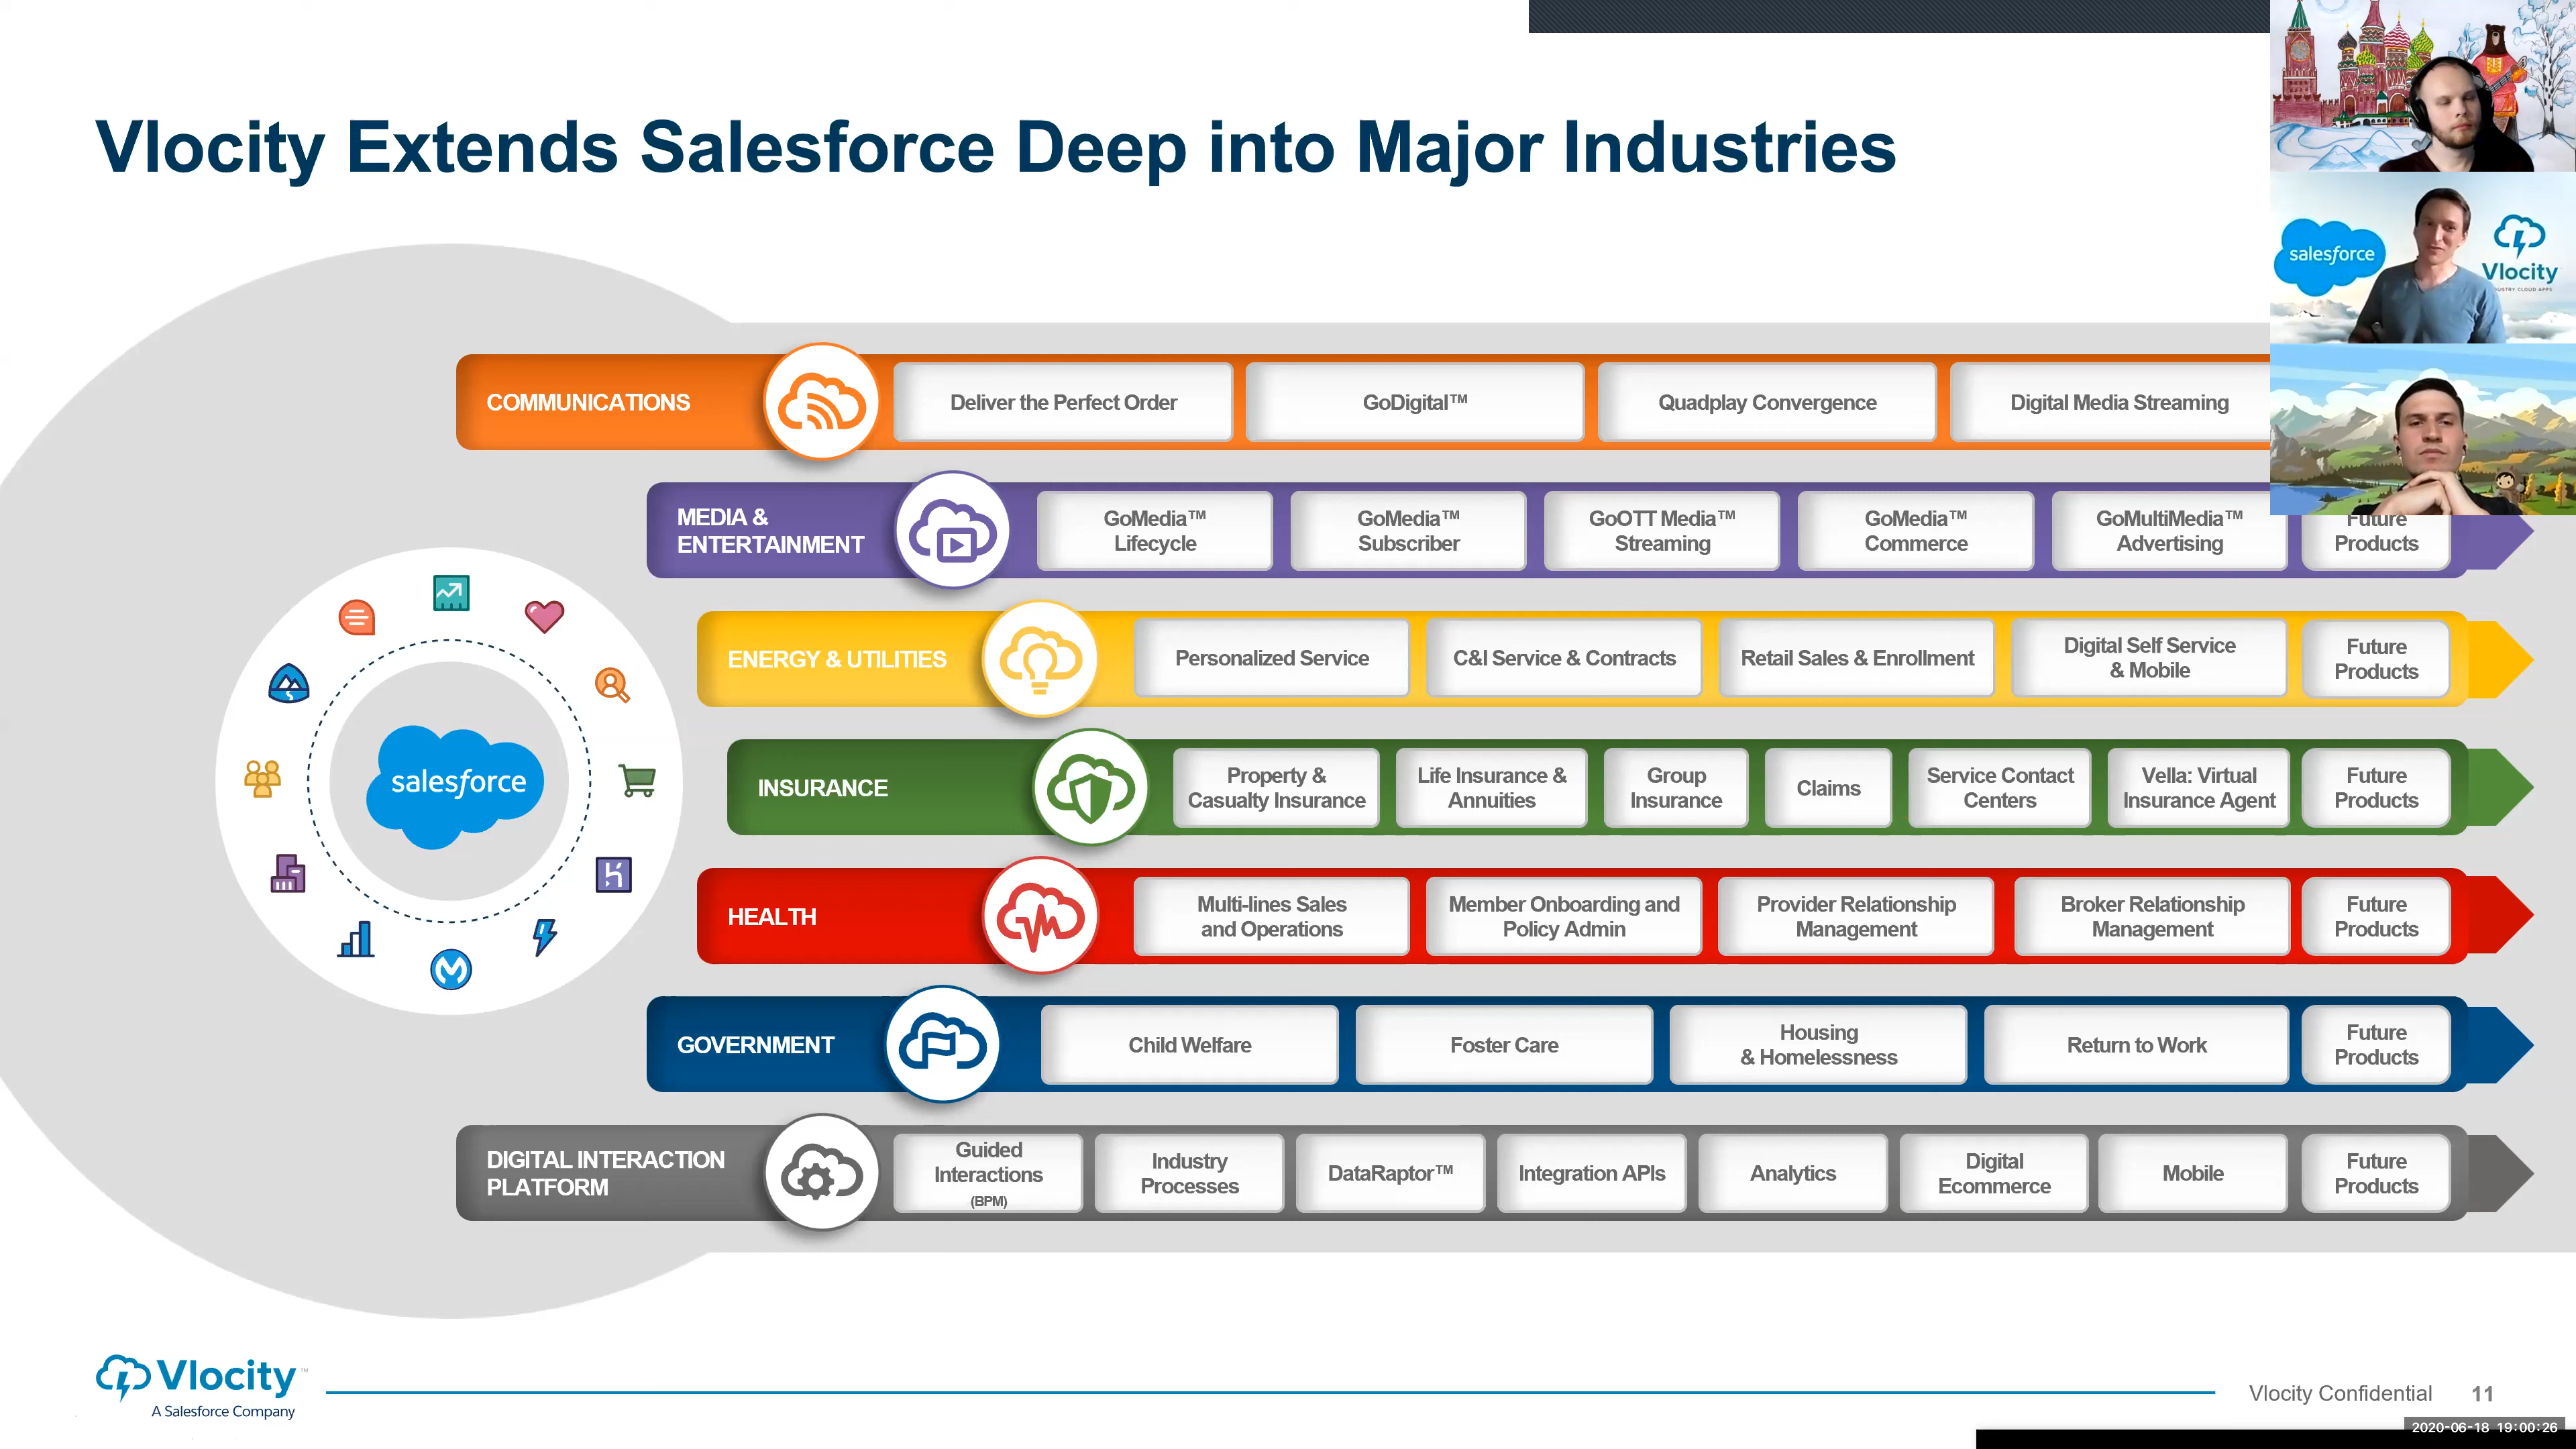 Vlocity Extends Salesforce Deep into Major Industries
salesforce
Vlocity
COMMUNICATIONS
Deliver the Perfect Order
GoDigital™
Quadplay Convergence
Digital Media Streaming
MEDIA &
ENTERTAINMENT
GoMedia™
Lifecycle
GoMedia™
Subscriber
GoOTT Media™
Streaming
GoMedia™
Commerce
GoMultiMedia™
Advertising
Future
Products
ENERGY & UTILITIES
Personalized Service
C&I Service & Contracts
Retail Sales & Enrollment
Digital Self Service
& Mobile
Future
Products
salesforce
INSURANCE
Property &
Casualty Insurance
Life Insurance &
Annuities
Group
Insurance
Claims
Service Contact
Centers
Vella: Virtual
Insurance Agent
Future
Products
HEALTH
Multi-lines Sales
and Operations
Member Onboarding and
Policy Admin
Provider Relationship
Management
Broker Relationship
Management
Future
Products
GOVERNMENT
Child Welfare
Foster Care
Housing
& Homelessness
Return to Work
Future
Products
DIGITAL INTERACTION
PLATFORM
Guided
Interactions
(BPM)
Industry
Processes
DataRaptor™
Integration APIs
Analytics
Digital
Ecommerce
Mobile
Future
Products
Vlocity™
A Salesforce Company
Vlocity Confidential 11
2020-06-18 19:00:26